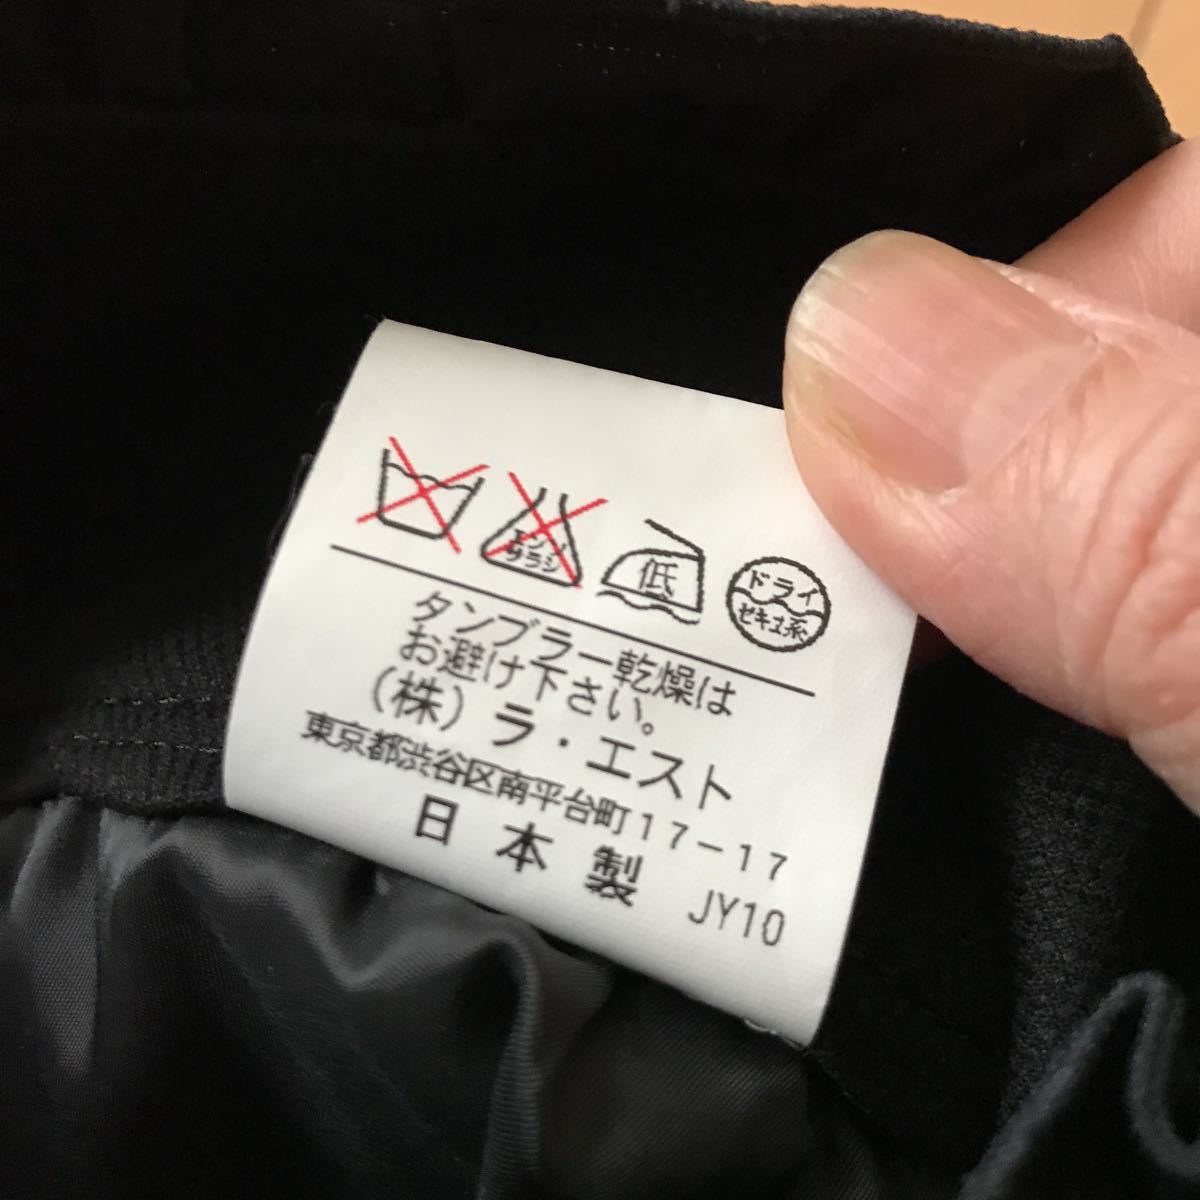 エンソ
サラシ
低
ドライ
セキユ系
タンブラー乾燥は
お避け下さい。
（株）ラ・エスト
東京都渋谷区南平台町１７－１７
日本製 JY10